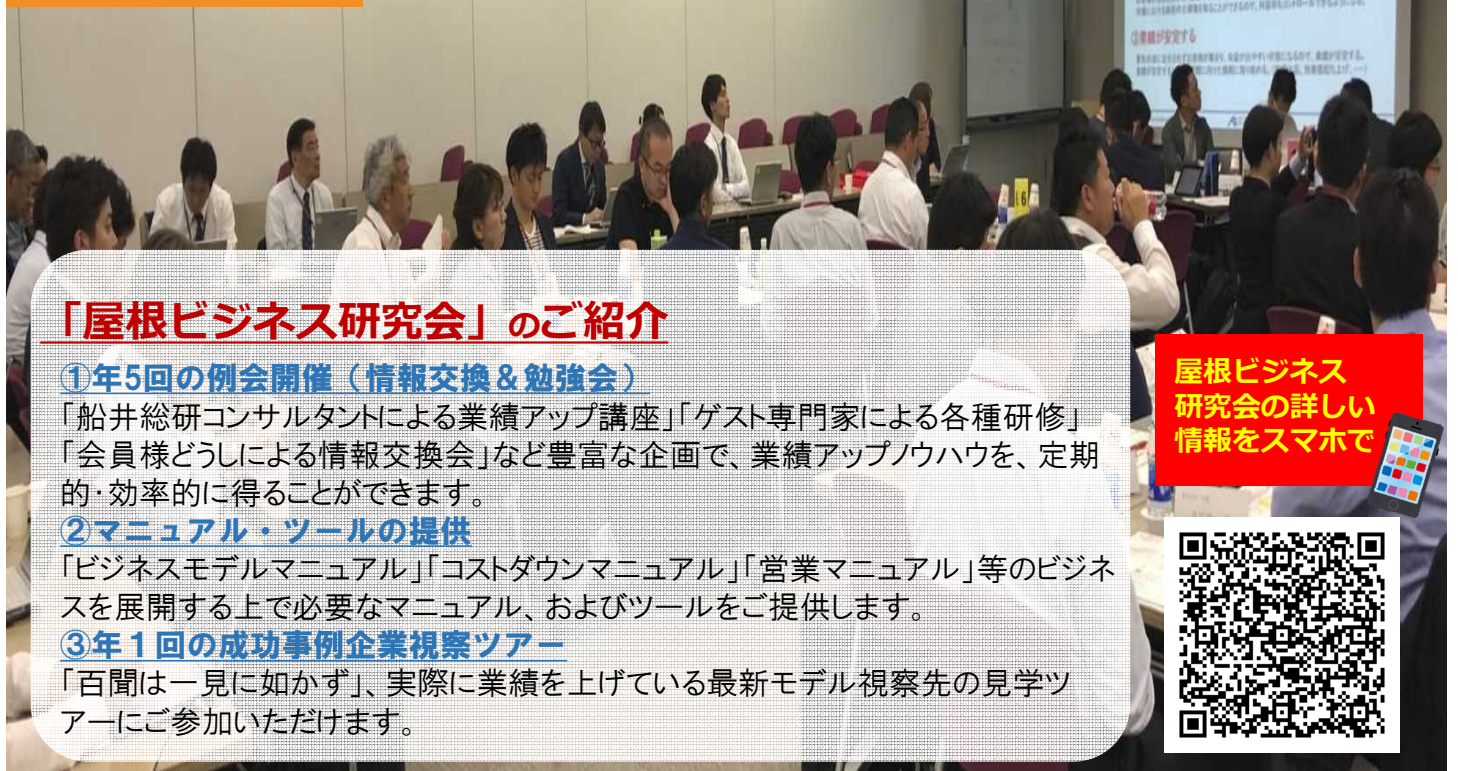 ③業績が安定する
6
「屋根ビジネス研究会」のご紹介
①年5回の例会開催（情報交換＆勉強会）
「船井総研コンサルタントによる業績アップ講座」「ゲスト専門家による各種研修」
「会員様どうしによる情報交換会」など豊富な企画で、業績アップノウハウを、定期
的・効率的に得ることができます。
②マニュアル・ツールの提供
「ビジネスモデルマニュアル」「コストダウンマニュアル」「営業マニュアル」等のビジネ
スを展開する上で必要なマニュアル、およびツールをご提供します。
③年１回の成功事例企業視察ツアー
「百聞は一見に如かず」、実際に業績を上げている最新モデル視察先の見学ツ
アーにご参加いただけます。
屋根ビジネス
研究会の詳しい
情報をスマホで